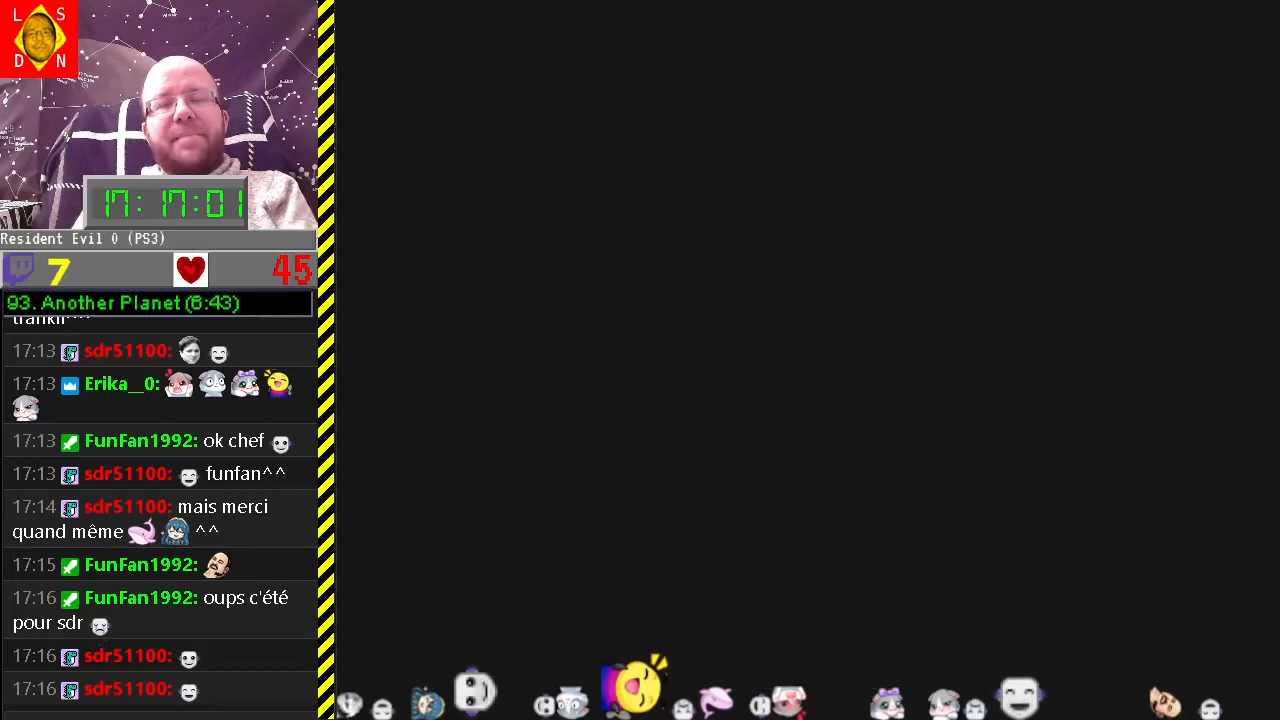 L S
D N
17:17:01
Resident Evil 0 (PS3)
7 45
93. Another Planet (6:43)
17:13 sdr51100:
17:13 Erika__0:
17:13 FunFan1992: ok chef
17:13 sdr51100: funfan^^
17:14 sdr51100: mais merci
quand même ^^
17:15 FunFan1992:
17:16 FunFan1992: oups c'été
pour sdr
17:16 sdr51100:
17:16 sdr51100: